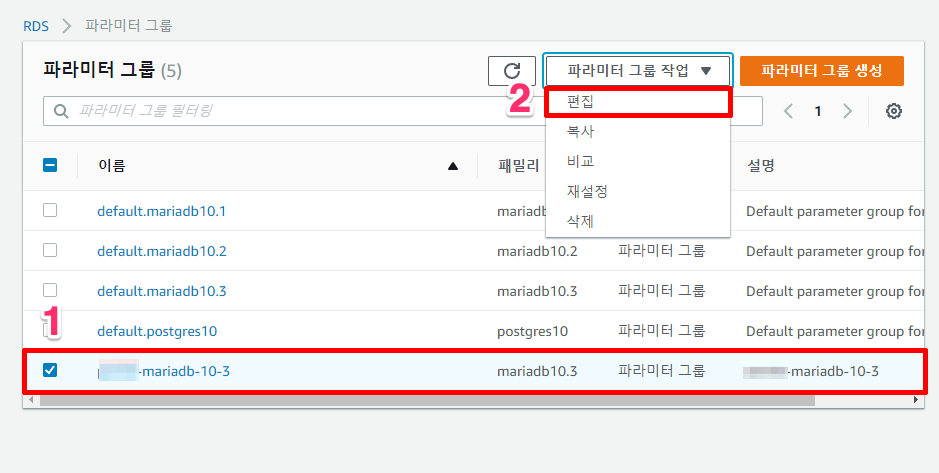 RDS > 파라미터 그룹
파라미터 그룹 (5)
파라미터 그룹 작업 ▼
파라미터 그룹 생성
2
편집
파라미터 그룹 필터링
< 1 >
복사
비교
재설정
삭제
이름 ▲ 패밀리 설명
default.mariadb10.1 Default parameter group for
default.mariadb10.2 mariadb10.2 파라미터 그룹 Default parameter group for
default.mariadb10.3 mariadb10.3 파라미터 그룹 Default parameter group for
1
default.postgres10 postgres10 파라미터 그룹 Default parameter group for
-mariadb-10-3 mariadb10.3 파라미터 그룹 -mariadb-10-3